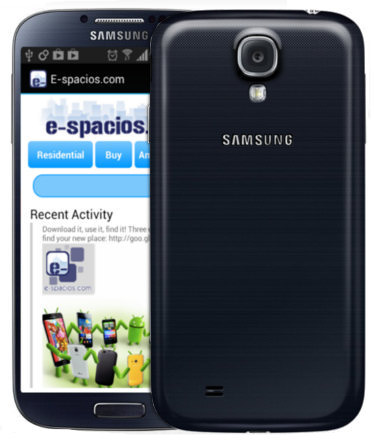 SAMSUNG
E-spacios.com
e-spacios.
Residential
Buy
An
Recent Activity
Download it, use it, find it! Three
find your new place: http://goo.gl
e-spacios.com
SAMSUNG